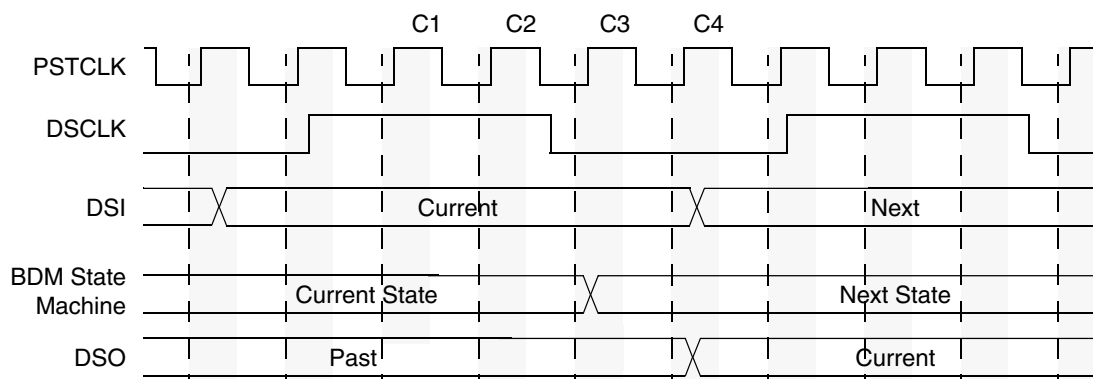 C1 C2 C3 C4
PSTCLK
DSCLK
DSI Current Next
BDM State
Machine Current State Next State
DSO Past Current